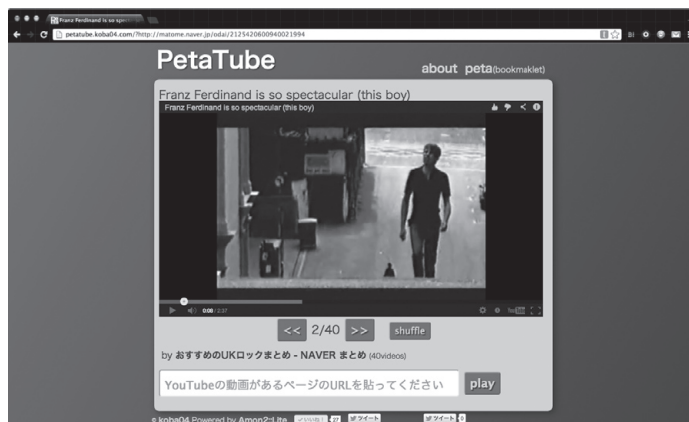 Franz Ferdinand is so spec
petatube.koba04.com/?http://matome.naver.jp/odai/2125420600940021994
PetaTube
about peta(bookmaklet)
Franz Ferdinand is so spectacular (this boy)
Franz Ferdinand is so spectacular (this boy)
0:08 / 2:37
<< 2/40 >> shuffle
by おすすめのUKロックまとめ - NAVER まとめ (40videos)
YouTubeの動画があるページのURLを貼ってください play
© koba04 Powered by Amon2::Lite いいね! ツイート ツイート